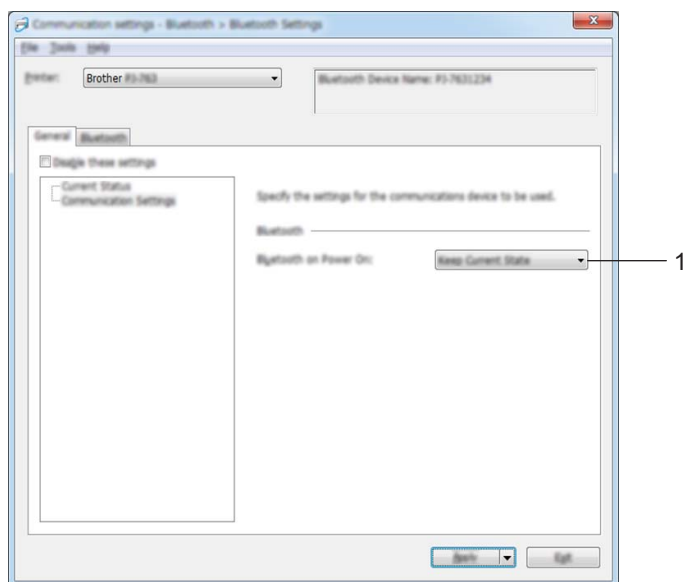 Communication settings - Bluetooth > Bluetooth Settings
File Tools Help
Printer: Brother PJ-763
Bluetooth Device Name: PJ-7631234
General Bluetooth
Disable these settings
Current Status
Communication Settings
Specify the settings for the communications device to be used.
Bluetooth
Bluetooth on Power On: Keep Current State
1
Apply Exit